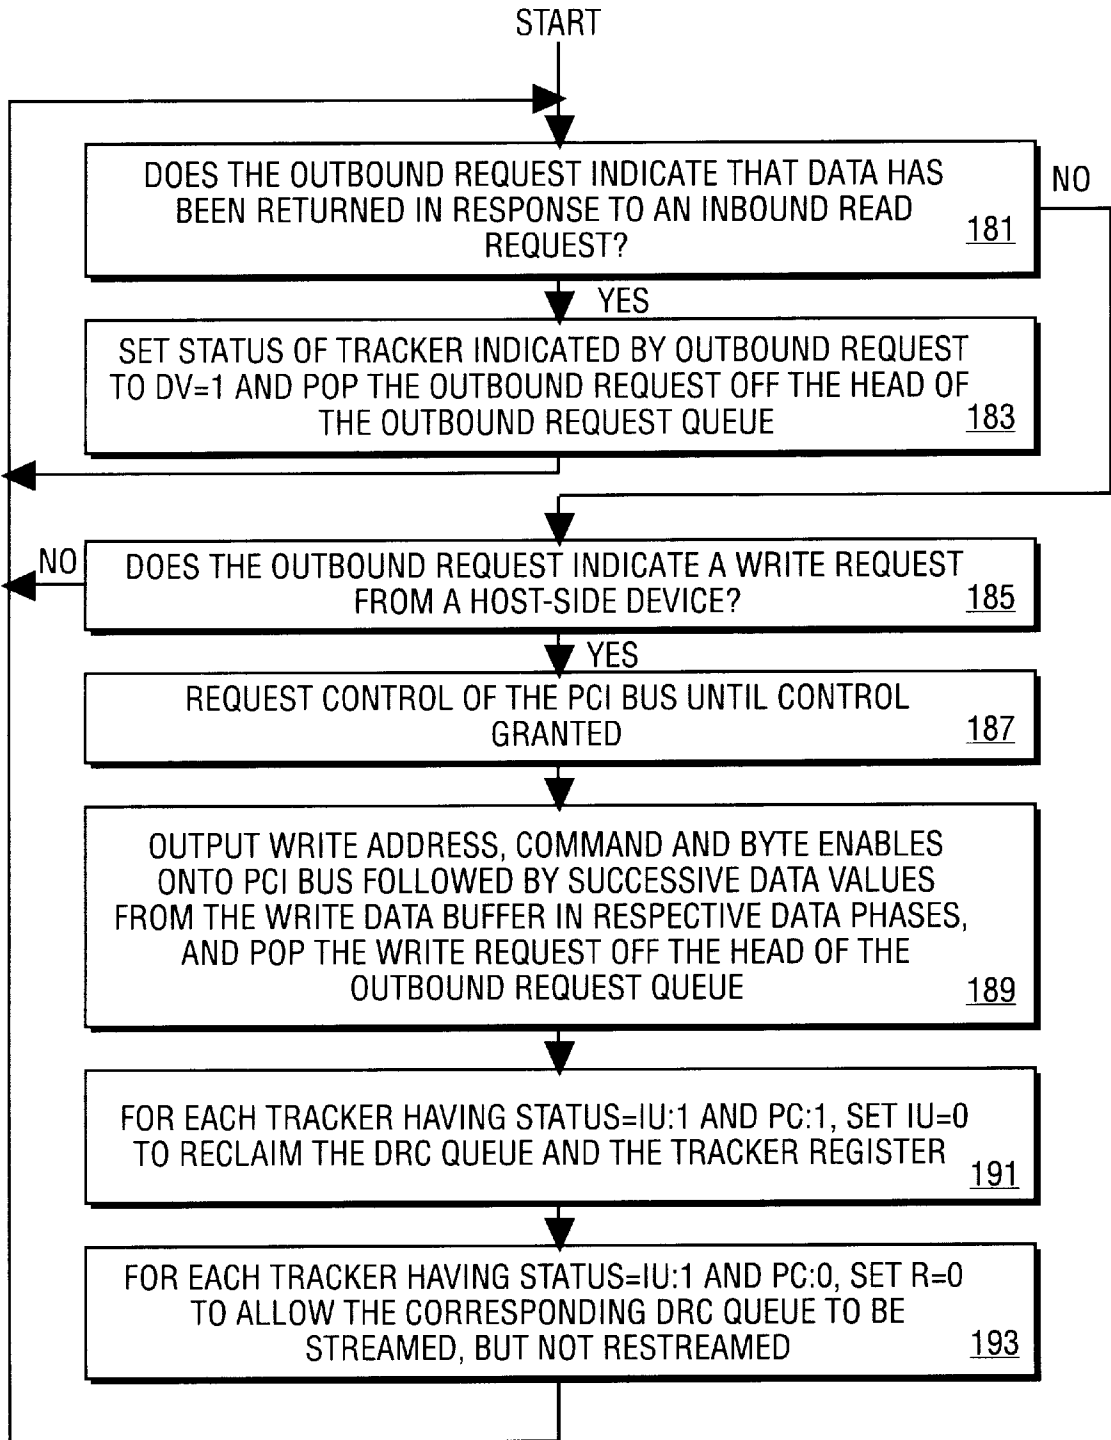 START
DOES THE OUTBOUND REQUEST INDICATE THAT DATA HAS
BEEN RETURNED IN RESPONSE TO AN INBOUND READ
REQUEST?
181
NO
YES
SET STATUS OF TRACKER INDICATED BY OUTBOUND REQUEST
TO DV=1 AND POP THE OUTBOUND REQUEST OFF THE HEAD OF
THE OUTBOUND REQUEST QUEUE
183
NO
DOES THE OUTBOUND REQUEST INDICATE A WRITE REQUEST
FROM A HOST-SIDE DEVICE?
185
YES
REQUEST CONTROL OF THE PCI BUS UNTIL CONTROL
GRANTED
187
OUTPUT WRITE ADDRESS, COMMAND AND BYTE ENABLES
ONTO PCI BUS FOLLOWED BY SUCCESSIVE DATA VALUES
FROM THE WRITE DATA BUFFER IN RESPECTIVE DATA PHASES,
AND POP THE WRITE REQUEST OFF THE HEAD OF THE
OUTBOUND REQUEST QUEUE
189
FOR EACH TRACKER HAVING STATUS=IU:1 AND PC:1, SET IU=0
TO RECLAIM THE DRC QUEUE AND THE TRACKER REGISTER
191
FOR EACH TRACKER HAVING STATUS=IU:1 AND PC:0, SET R=0
TO ALLOW THE CORRESPONDING DRC QUEUE TO BE
STREAMED, BUT NOT RESTREAMED
193